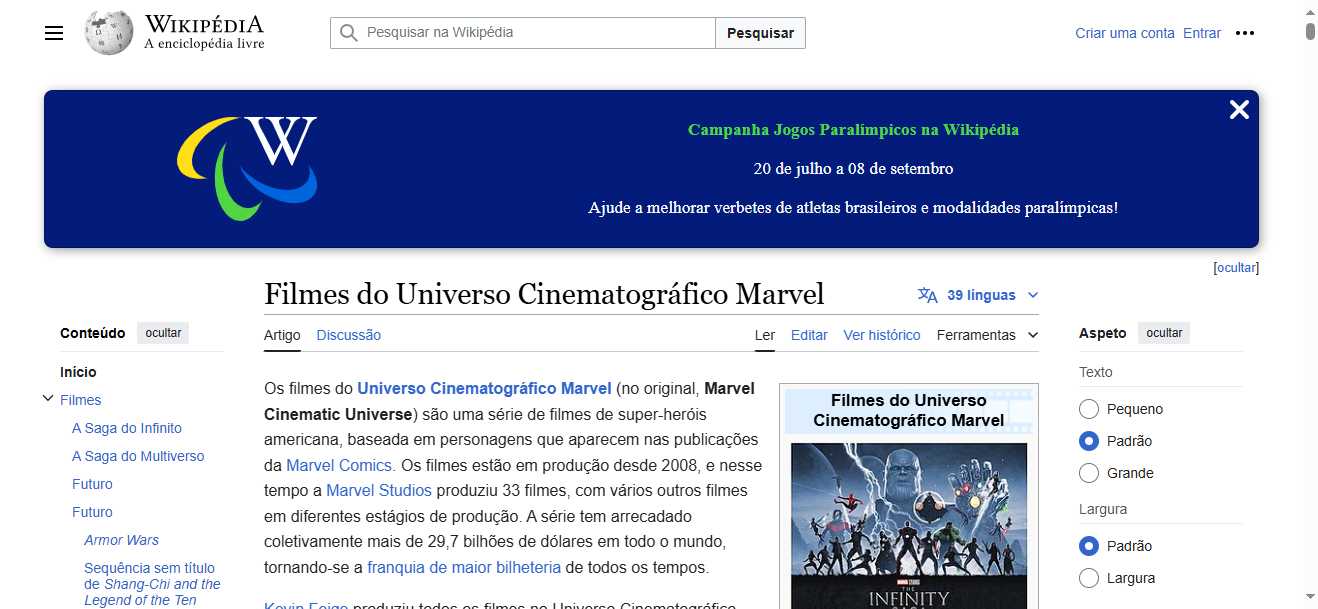 WIKIPÉDIA
A enciclopédia livre
Pesquisar na Wikipédia
Pesquisar
Criar uma conta Entrar
W
Campanha Jogos Paralímpicos na Wikipédia
20 de julho a 08 de setembro
Ajude a melhorar verbetes de atletas brasileiros e modalidades paralímpicas!
[ocultar]
Filmes do Universo Cinematográfico Marvel
39 línguas
Artigo Discussão Ler Editar Ver histórico Ferramentas
Conteúdo ocultar
Início
Filmes
A Saga do Infinito
A Saga do Multiverso
Futuro
Futuro
Armor Wars
Sequência sem título
de Shang-Chi and the
Legend of the Ten
Os filmes do Universo Cinematográfico Marvel (no original, Marvel
Cinematic Universe) são uma série de filmes de super-heróis
americana, baseada em personagens que aparecem nas publicações
da Marvel Comics. Os filmes estão em produção desde 2008, e nesse
tempo a Marvel Studios produziu 33 filmes, com vários outros filmes
em diferentes estágios de produção. A série tem arrecadado
coletivamente mais de 29,7 bilhões de dólares em todo o mundo,
tornando-se a franquia de maior bilheteria de todos os tempos.
Kevin Feige produziu todos os filmes no Universo Cinematográfico
Filmes do Universo
Cinematográfico Marvel
MARVEL STUDIOS
THE
INFINITY
Aspeto ocultar
Texto
Pequeno
Padrão
Grande
Largura
Padrão
Largura